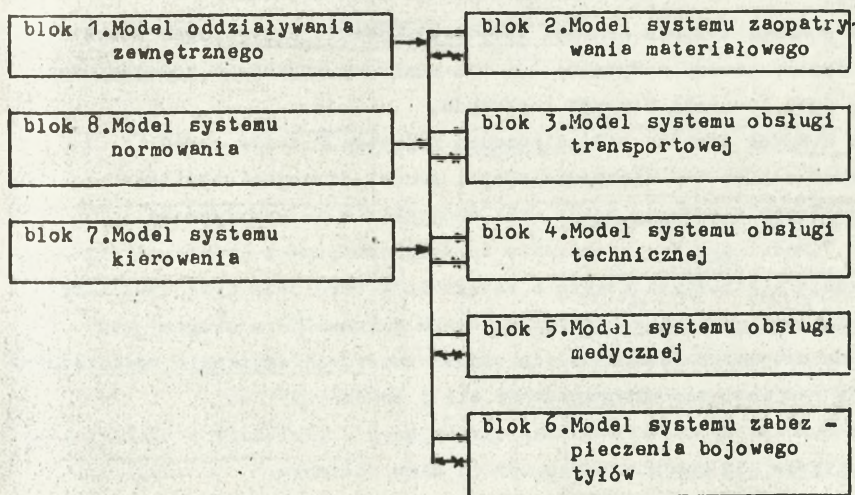 blok 1.Model oddziaływania
zewnętrznego
blok 8.Model systemu
normowania
blok 7.Model systemu
kierowania
blok 2.Model systemu zaopatry-
wania materiałowego
blok 3.Model systemu obsługi
transportowej
blok 4.Model systemu obsługi
technicznej
blok 5.Model systemu obsługi
medycznej
blok 6.Model systemu zabez -
pieczenia bojowego
tyłów